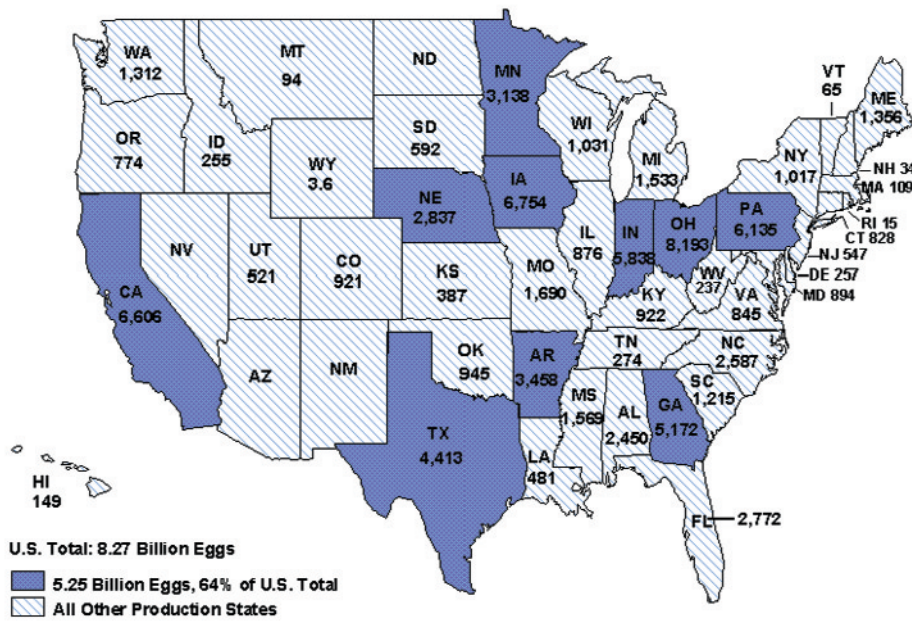 WA
1,312
MT
94
ND
MN
3,138
VT
65
ME
1,356
OR
774
ID
255
WY
3.6
SD
592
WI
1,031
MI
1,533
NY
1,017
NH 34
MA 109
RI 15
CT 828
NJ 547
DE 257
MD 894
NE
2,837
IA
6,754
IL
876
IN
5,838
OH
8,193
PA
6,135
WV
237
VA
845
CA
6,606
NV
UT
521
CO
921
KS
387
MO
1,690
KY
922
TN
274
NC
2,587
SC
1,215
AZ
NM
OK
945
AR
3,458
MS
1,569
AL
2,450
GA
5,172
TX
4,413
LA
481
FL
2,772
HI
149
U.S. Total: 8.27 Billion Eggs
5.25 Billion Eggs, 64% of U.S. Total
All Other Production States